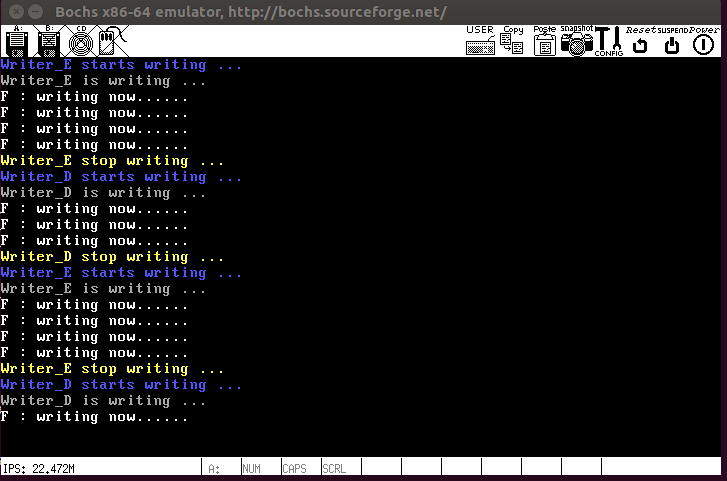 Bochs x86-64 emulator, http://bochs.sourceforge.net/
A: B: CD USER Copy Paste snapshot CONFIG Reset SUSPEND Power
Writer_E starts writing ...
Writer_E is writing ...
F : writing now......
F : writing now......
F : writing now......
F : writing now......
Writer_E stop writing ...
Writer_D starts writing ...
Writer_D is writing ...
F : writing now......
F : writing now......
F : writing now......
Writer_D stop writing ...
Writer_E starts writing ...
Writer_E is writing ...
F : writing now......
F : writing now......
F : writing now......
F : writing now......
Writer_E stop writing ...
Writer_D starts writing ...
Writer_D is writing ...
F : writing now......
IPS: 22.472M A: NUM CAPS SCRL